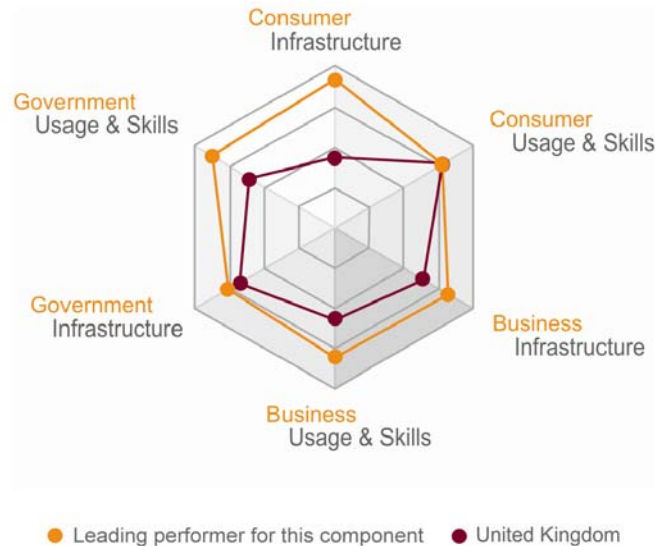 Consumer
Infrastructure
Government
Usage & Skills
Consumer
Usage & Skills
Government
Infrastructure
Business
Infrastructure
Business
Usage & Skills
Leading performer for this component
United Kingdom